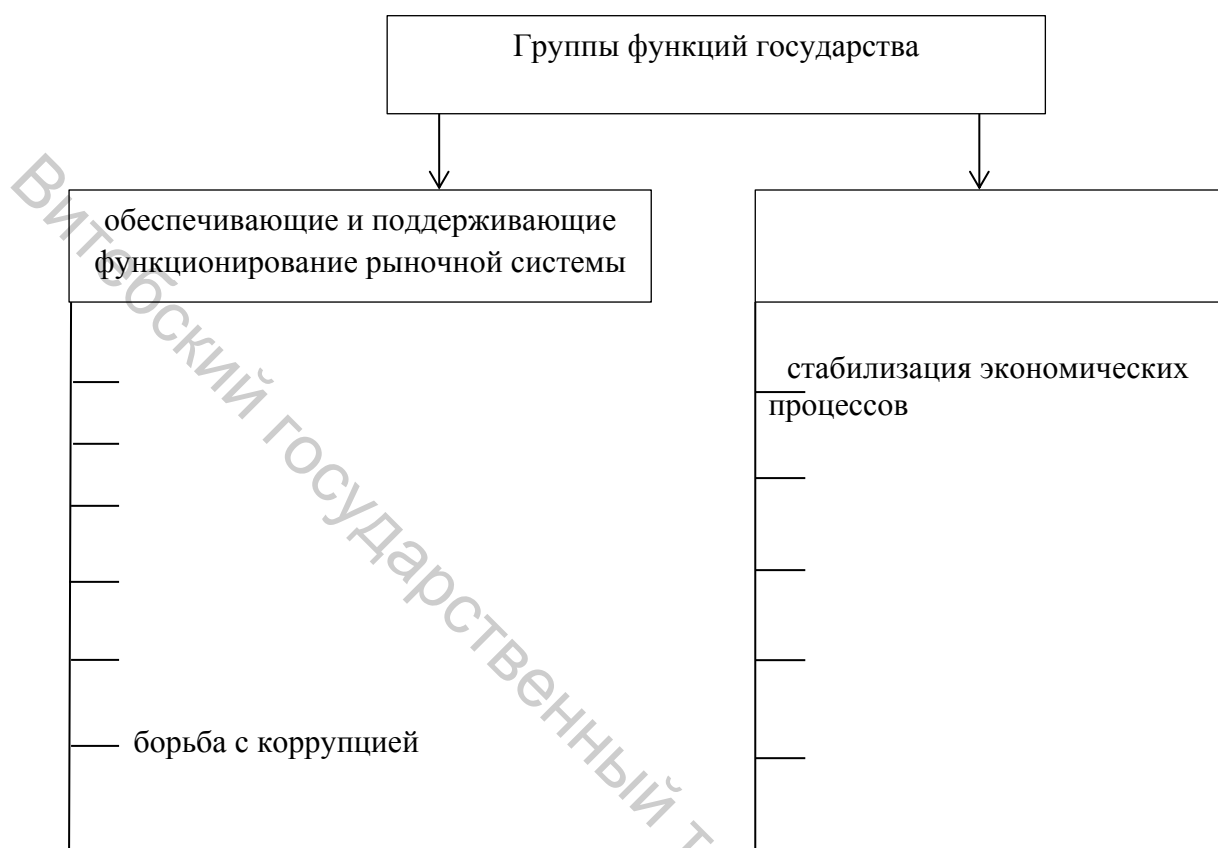 Группы функций государства
обеспечивающие и поддерживающие
функционирование рыночной системы
стабилизация экономических
процессов
борьба с коррупцией
Витебский государственный т